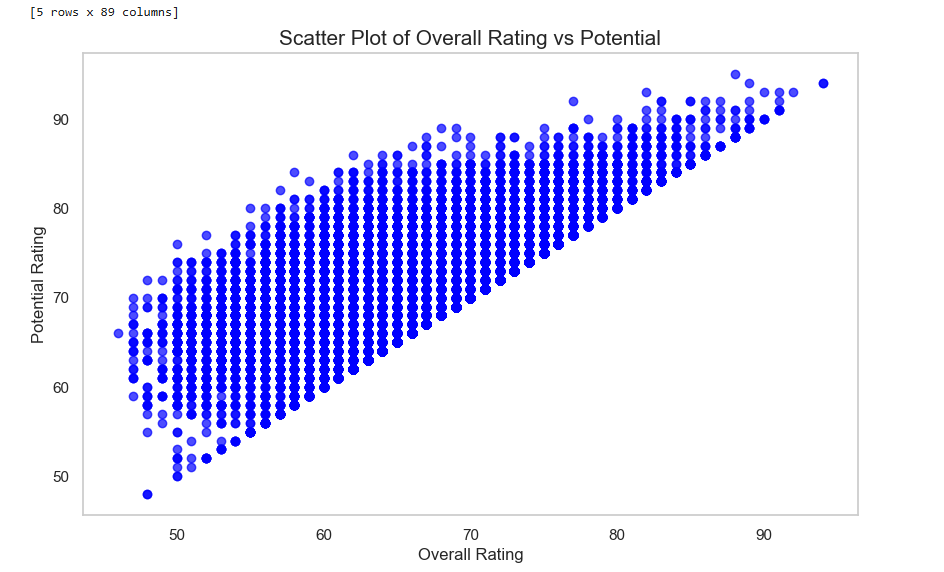 [5 rows x 89 columns]
Scatter Plot of Overall Rating vs Potential
Potential Rating
90
80
70
60
50
50 60 70 80 90
Overall Rating